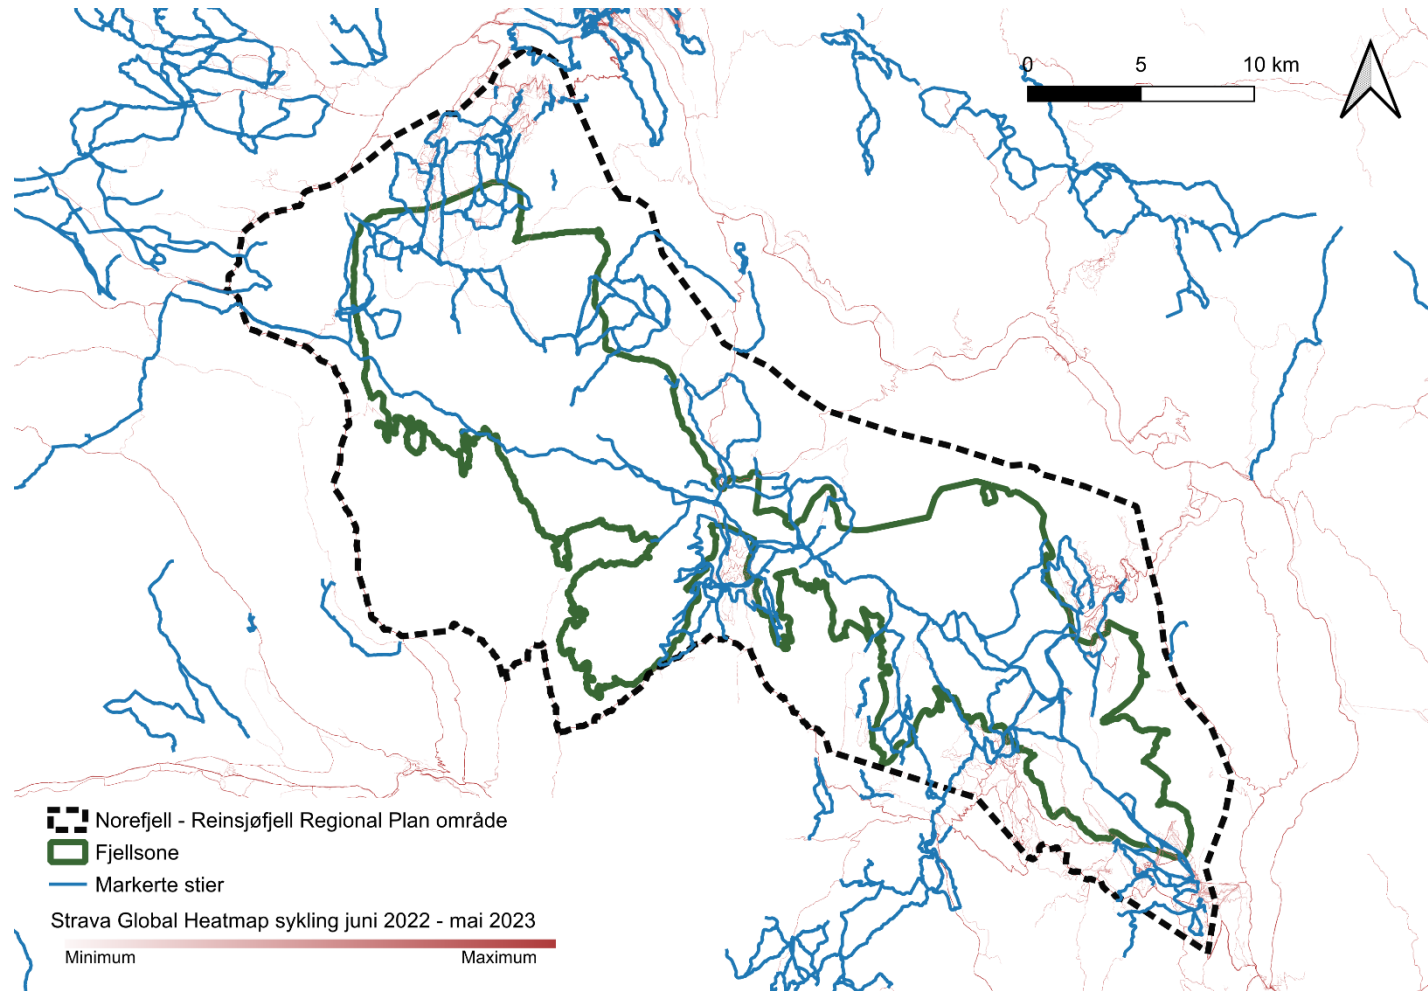 0 5 10 km
Norefjell - Reinsjøfjell Regional Plan område
Fjellsone
Markerte stier
Strava Global Heatmap sykling juni 2022 - mai 2023
Minimum Maximum